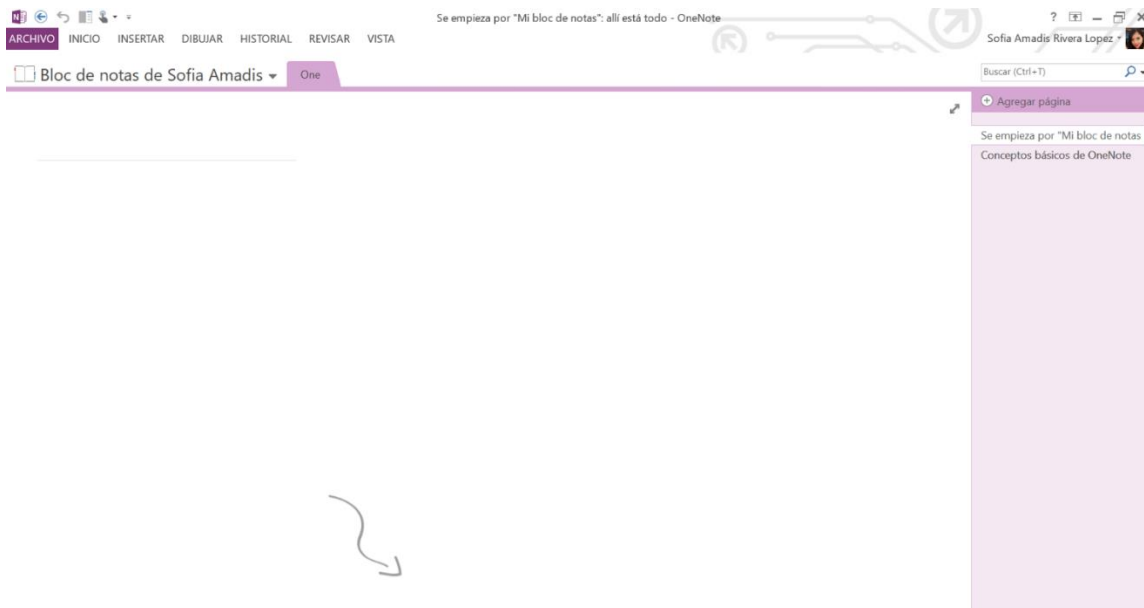 Se empieza por "Mi bloc de notas": allí está todo - OneNote
ARCHIVO INICIO INSERTAR DIBUJAR HISTORIAL REVISAR VISTA
Sofia Amadis Rivera Lopez
Bloc de notas de Sofia Amadis
One
Buscar (Ctrl+T)
Agregar página
Se empieza por "Mi bloc de notas
Conceptos básicos de OneNote